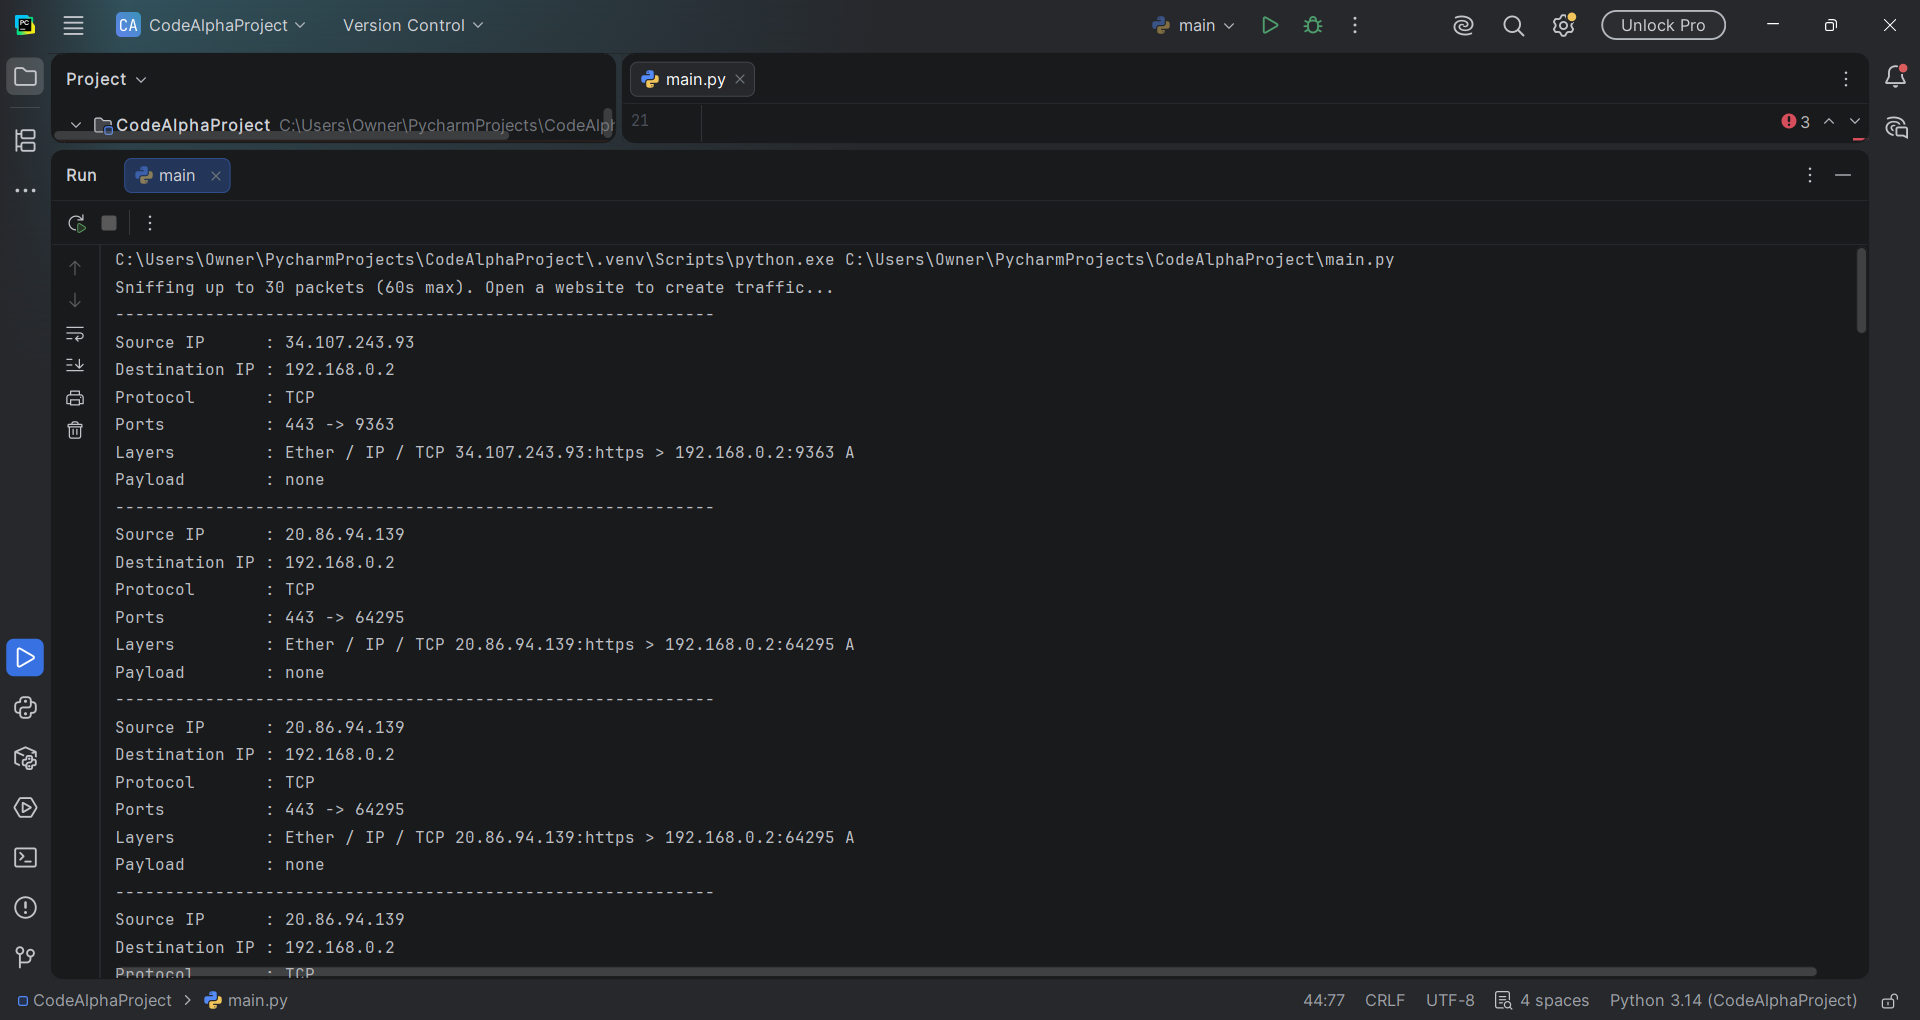 CA CodeAlphaProject Version Control main Unlock Pro
Project
main.py
CodeAlphaProject C:\Users\Owner\PycharmProjects\CodeAlph
21
3
Run main
C:\Users\Owner\PycharmProjects\CodeAlphaProject\.venv\Scripts\python.exe C:\Users\Owner\PycharmProjects\CodeAlphaProject\main.py
Sniffing up to 30 packets (60s max). Open a website to create traffic...
------------------------------------------------------------
Source IP      : 34.107.243.93
Destination IP : 192.168.0.2
Protocol       : TCP
Ports          : 443 -> 9363
Layers         : Ether / IP / TCP 34.107.243.93:https > 192.168.0.2:9363 A
Payload        : none
------------------------------------------------------------
Source IP      : 20.86.94.139
Destination IP : 192.168.0.2
Protocol       : TCP
Ports          : 443 -> 64295
Layers         : Ether / IP / TCP 20.86.94.139:https > 192.168.0.2:64295 A
Payload        : none
------------------------------------------------------------
Source IP      : 20.86.94.139
Destination IP : 192.168.0.2
Protocol       : TCP
Ports          : 443 -> 64295
Layers         : Ether / IP / TCP 20.86.94.139:https > 192.168.0.2:64295 A
Payload        : none
------------------------------------------------------------
Source IP      : 20.86.94.139
Destination IP : 192.168.0.2
Protocol       : TCP
CodeAlphaProject > main.py 44:77 CRLF UTF-8 4 spaces Python 3.14 (CodeAlphaProject)